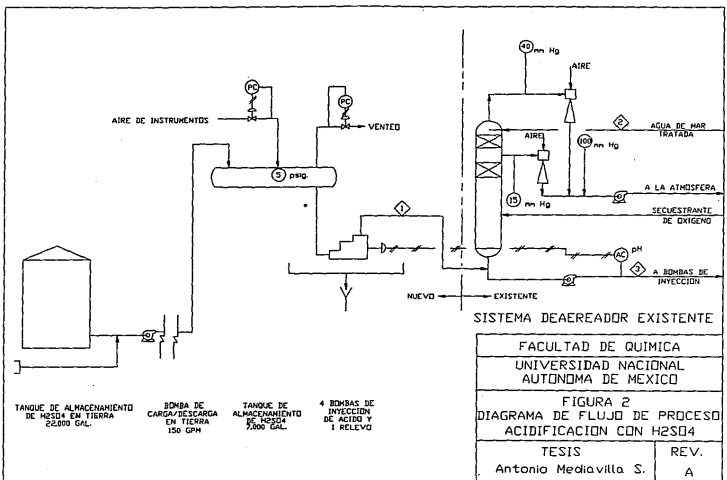 40
mm Hg
AIRE
PC
PC
AIRE DE INSTRUMENTOS
VENTEO
2
AGUA DE MAR
TRATADA
AIRE
100
mm Hg
5
psig.
15
mm Hg
A LA ATMOSFERA
1
SECUESTRANTE
DE OXIGENO
pH
AC
3
A BOMBAS DE
INYECCION
NUEVO
EXISTENTE
SISTEMA DEAEREADOR EXISTENTE
TANQUE DE ALMACENAMIENTO
DE H2SO4 EN TIERRA
22,000 GAL.
BOMBA DE
CARGA/DESCARGA
EN TIERRA
150 GPM
TANQUE DE
ALMACENAMIENTO
DE H2SO4
7,000 GAL.
4 BOMBAS DE
INYECCION
DE ACIDO Y
1 RELEVO
FACULTAD DE QUIMICA
UNIVERSIDAD NACIONAL
AUTONOMA DE MEXICO
FIGURA 2
DIAGRAMA DE FLUJO DE PROCESO
ACIDIFICACION CON H2SO4
TESIS
Antonio Mediavilla S.
REV.
A